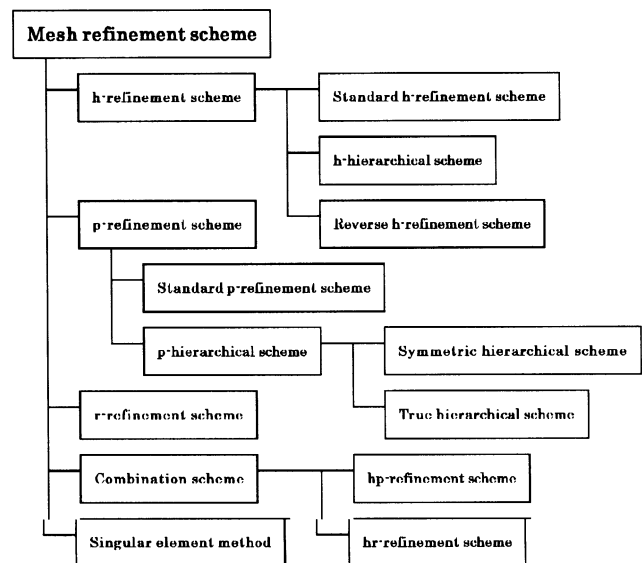 Mesh refinement scheme
h-refinement scheme
Standard h-refinement scheme
h-hierarchical scheme
p-refinement scheme
Reverse h-refinement scheme
Standard p-refinement scheme
p-hierarchical scheme
Symmetric hierarchical scheme
r-refinement scheme
True hierarchical scheme
Combination scheme
hp-refinement scheme
Singular element method
hr-refinement scheme